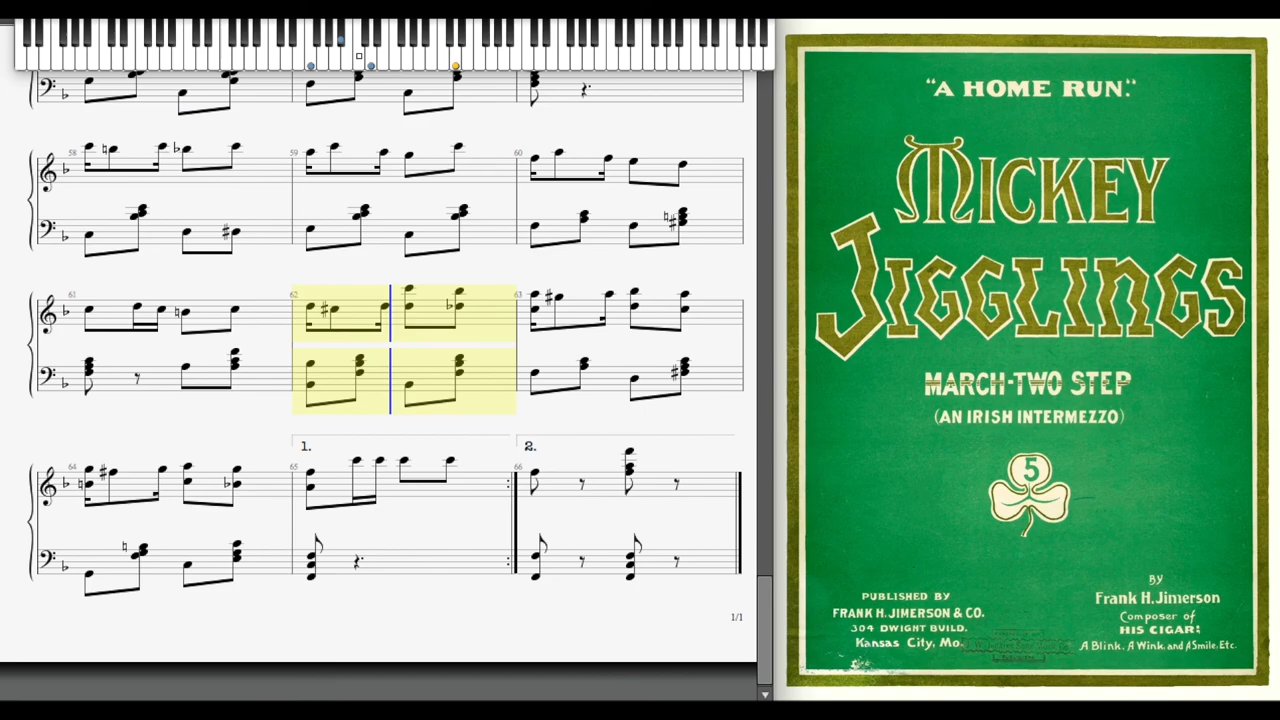 58
59
60
61
62
63
1.
2.
64
65
66
1/1
"A HOME RUN."
MICKEY
JIGGLINGS
MARCH-TWO STEP
(AN IRISH INTERMEZZO)
5
PUBLISHED BY
FRANK H. JIMERSON & CO.
304 DWIGHT BUILD.
Kansas City, Mo.
BY
Frank H. Jimerson
Composer of
HIS CIGAR!
A Blink, A Wink, and A Smile, Etc.